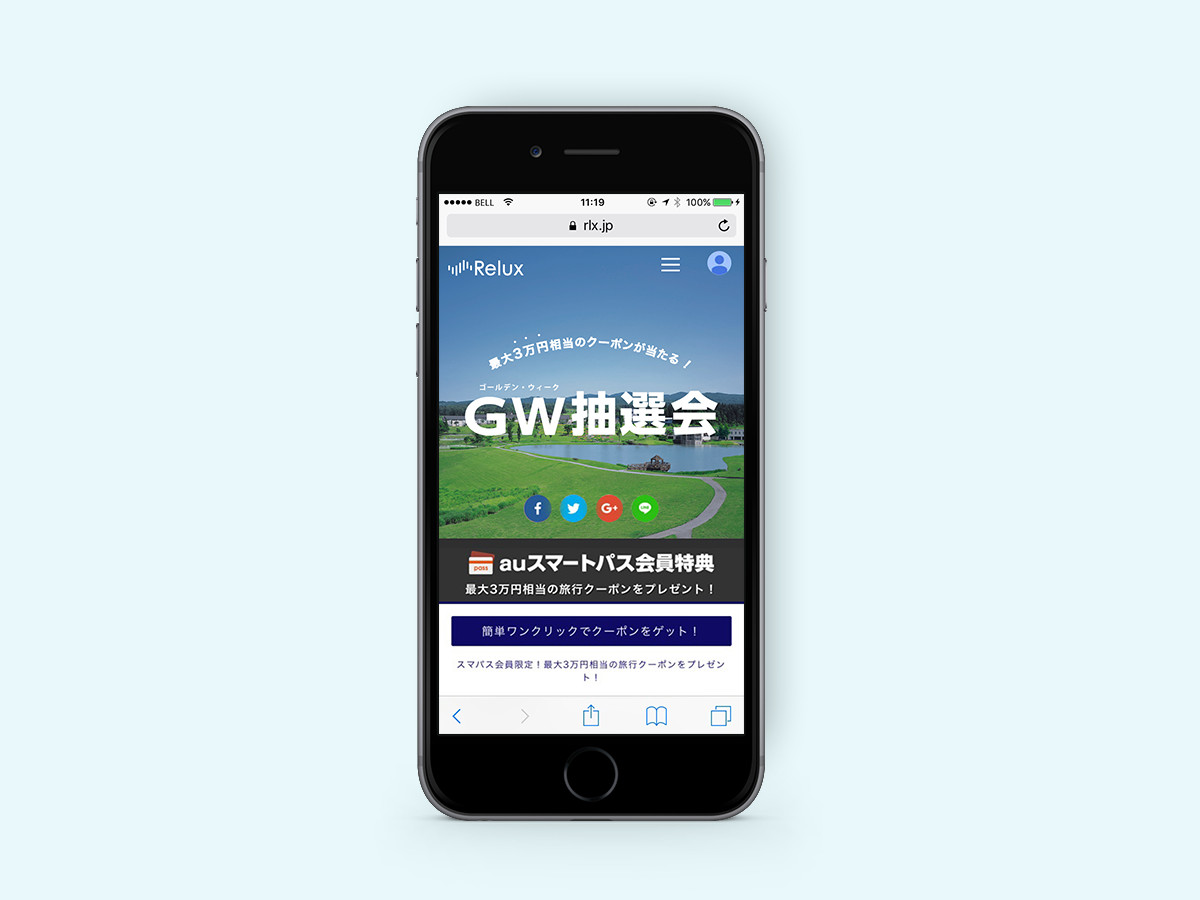 BELL 11:19 100%
rlx.jp
Relux
最大3万円相当のクーポンが当たる！
ゴールデン・ウィーク
GW抽選会
f G+ LINE
pass auスマートパス会員特典
最大3万円相当の旅行クーポンをプレゼント！
簡単ワンクリックでクーポンをゲット！
スマパス会員限定！最大3万円相当の旅行クーポンをプレゼン
ト！